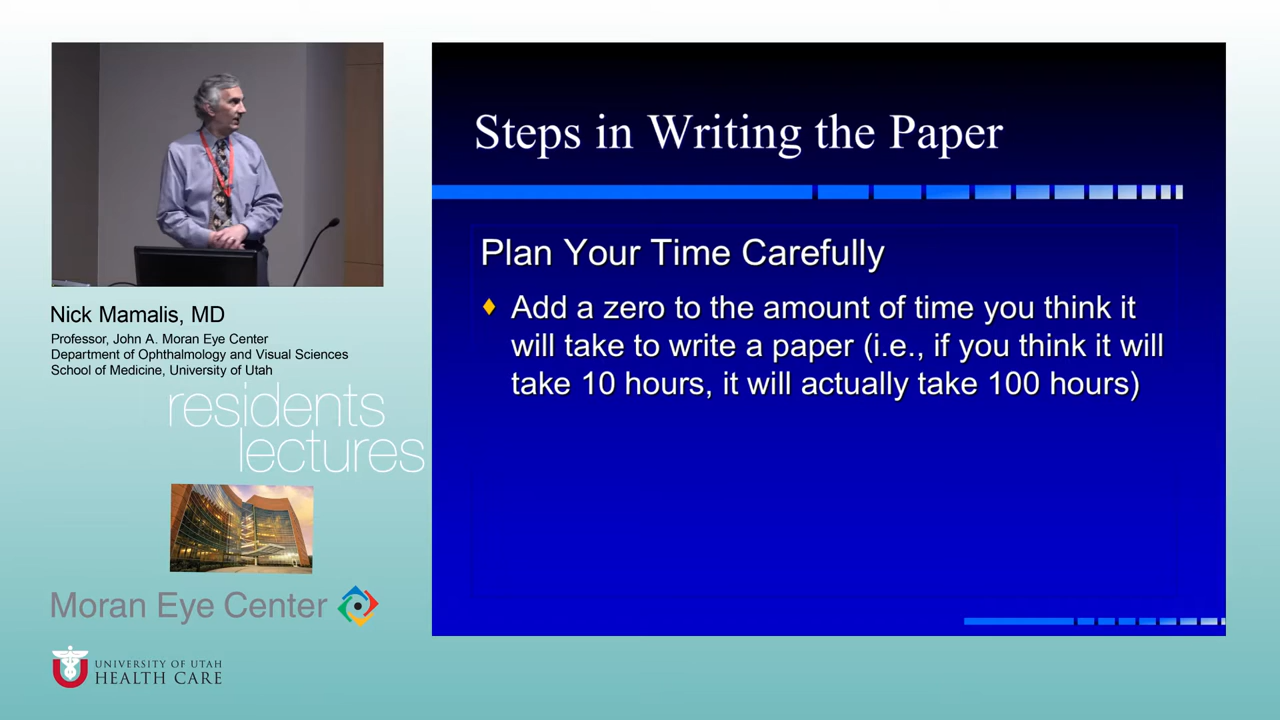 Nick Mamalis, MD
Professor, John A. Moran Eye Center
Department of Ophthalmology and Visual Sciences
School of Medicine, University of Utah
residents
lectures
Moran Eye Center
UNIVERSITY OF UTAH
HEALTH CARE
Steps in Writing the Paper
Plan Your Time Carefully
Add a zero to the amount of time you think it
will take to write a paper (i.e., if you think it will
take 10 hours, it will actually take 100 hours)